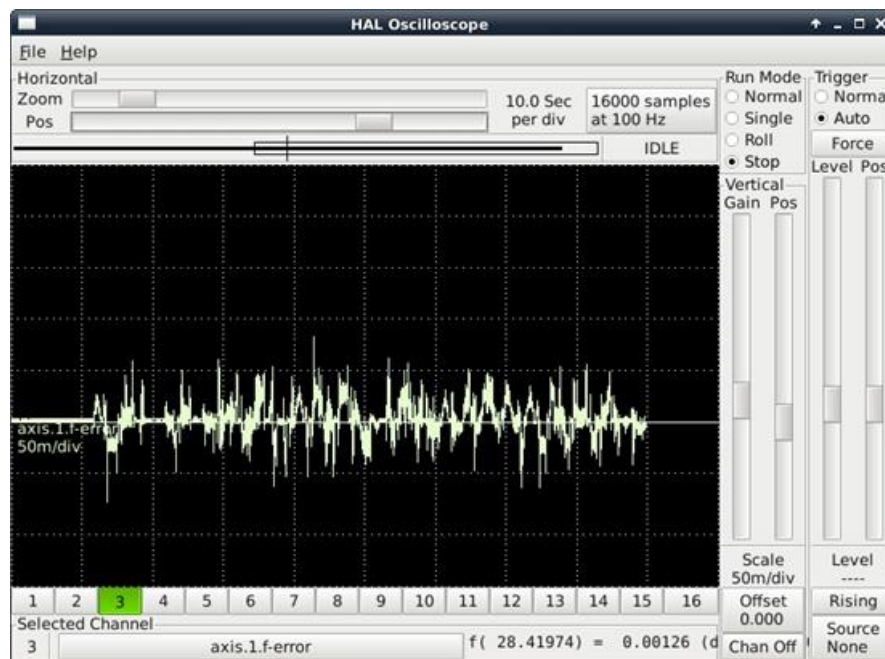 HAL Oscilloscope
File Help
Horizontal
Zoom
Pos
10.0 Sec
per div
16000 samples
at 100 Hz
IDLE
Run Mode
Normal
Single
Roll
Stop
Trigger
Norma
Auto
Force
Level Pos
Vertical
Gain Pos
axis.1.f-error
50m/div
Scale
50m/div
Offset
0.000
Chan Off
Level
----
Rising
Source
None
1 2 3 4 5 6 7 8 9 10 11 12 13 14 15 16
Selected Channel
3 axis.1.f-error f( 28.41974) = 0.00126 (d